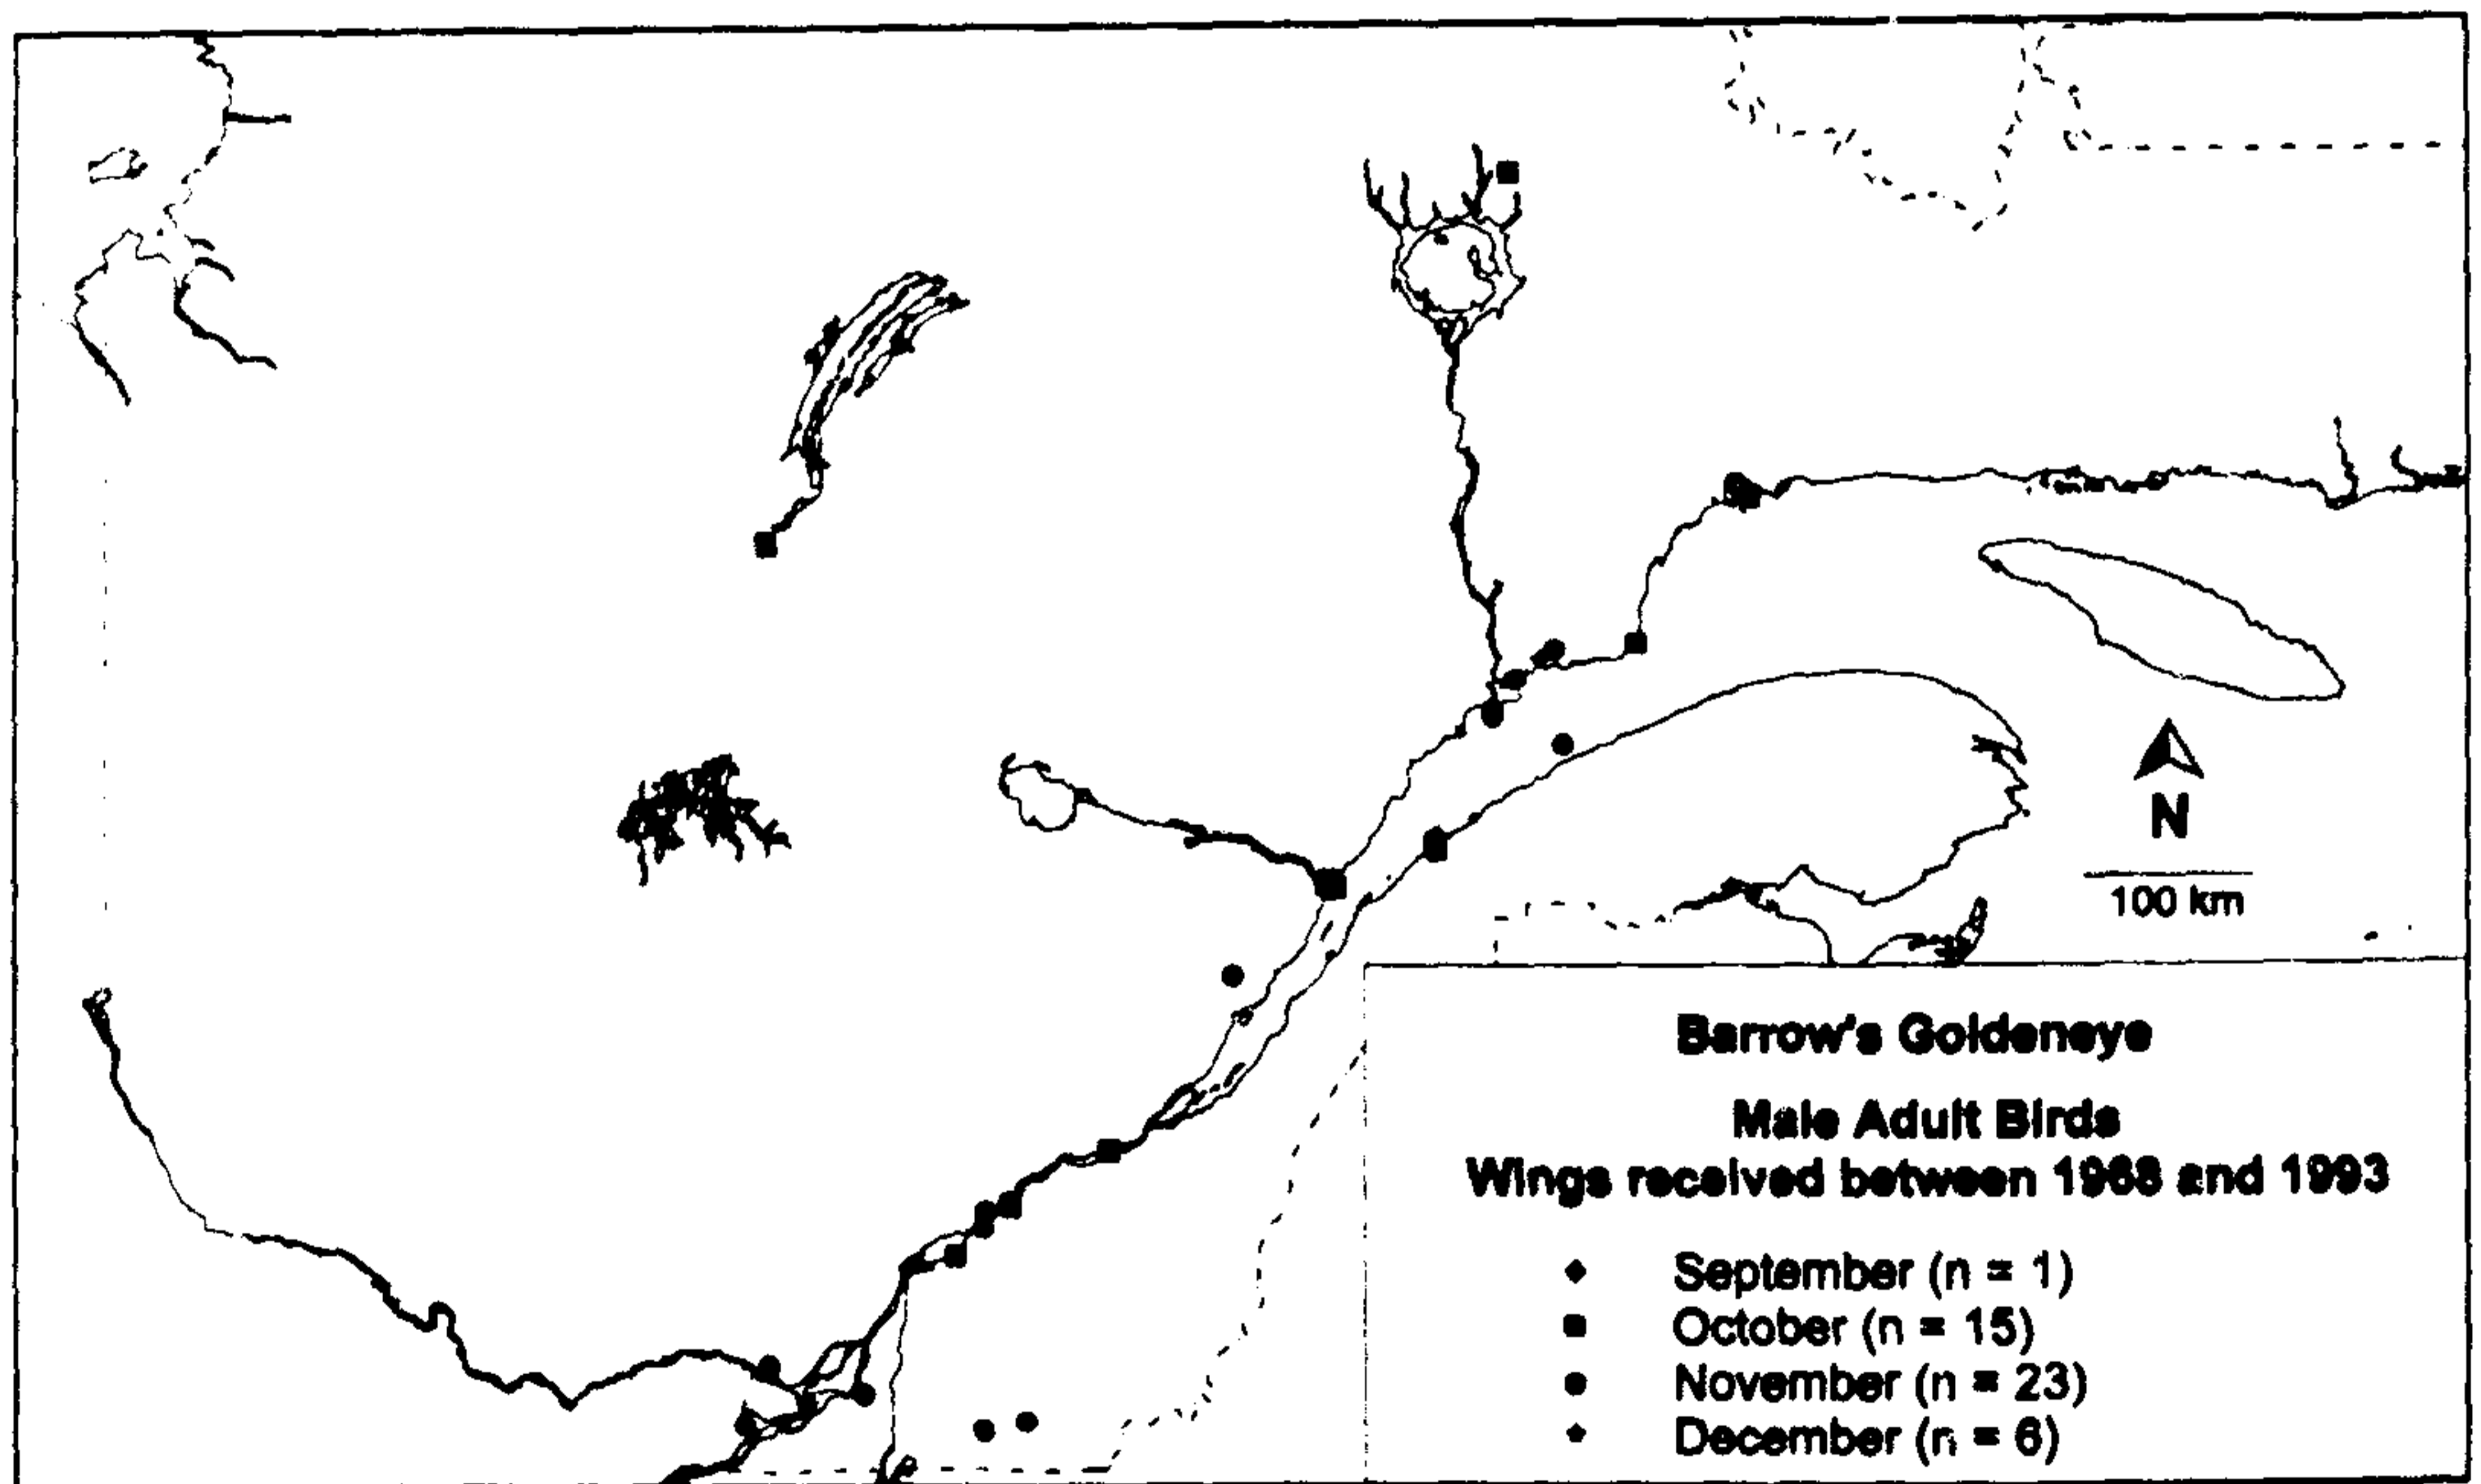 N
100 km
Barrow's Goldeneye
Male Adult Birds
Wings received between 1968 and 1993
September (n = 1)
October (n = 15)
November (n = 23)
December (n = 6)